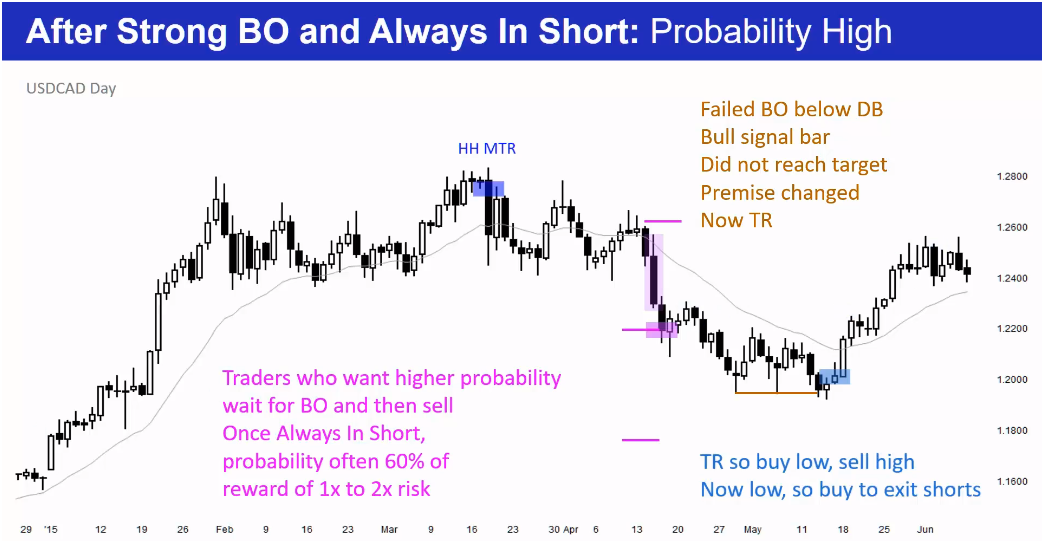 After Strong BO and Always In Short: Probability High
USDCAD Day
HH MTR
Failed BO below DB
Bull signal bar
Did not reach target
Premise changed
Now TR
1.2800
1.2600
1.2400
1.2200
1.2000
1.1800
1.1600
Traders who want higher probability
wait for BO and then sell
Once Always In Short,
probability often 60% of
reward of 1x to 2x risk
TR so buy low, sell high
Now low, so buy to exit shorts
29 '15 12 19 26 Feb 9 16 23 Mar 9 16 23 30 Apr 6 13 20 27 May 11 18 25 Jun